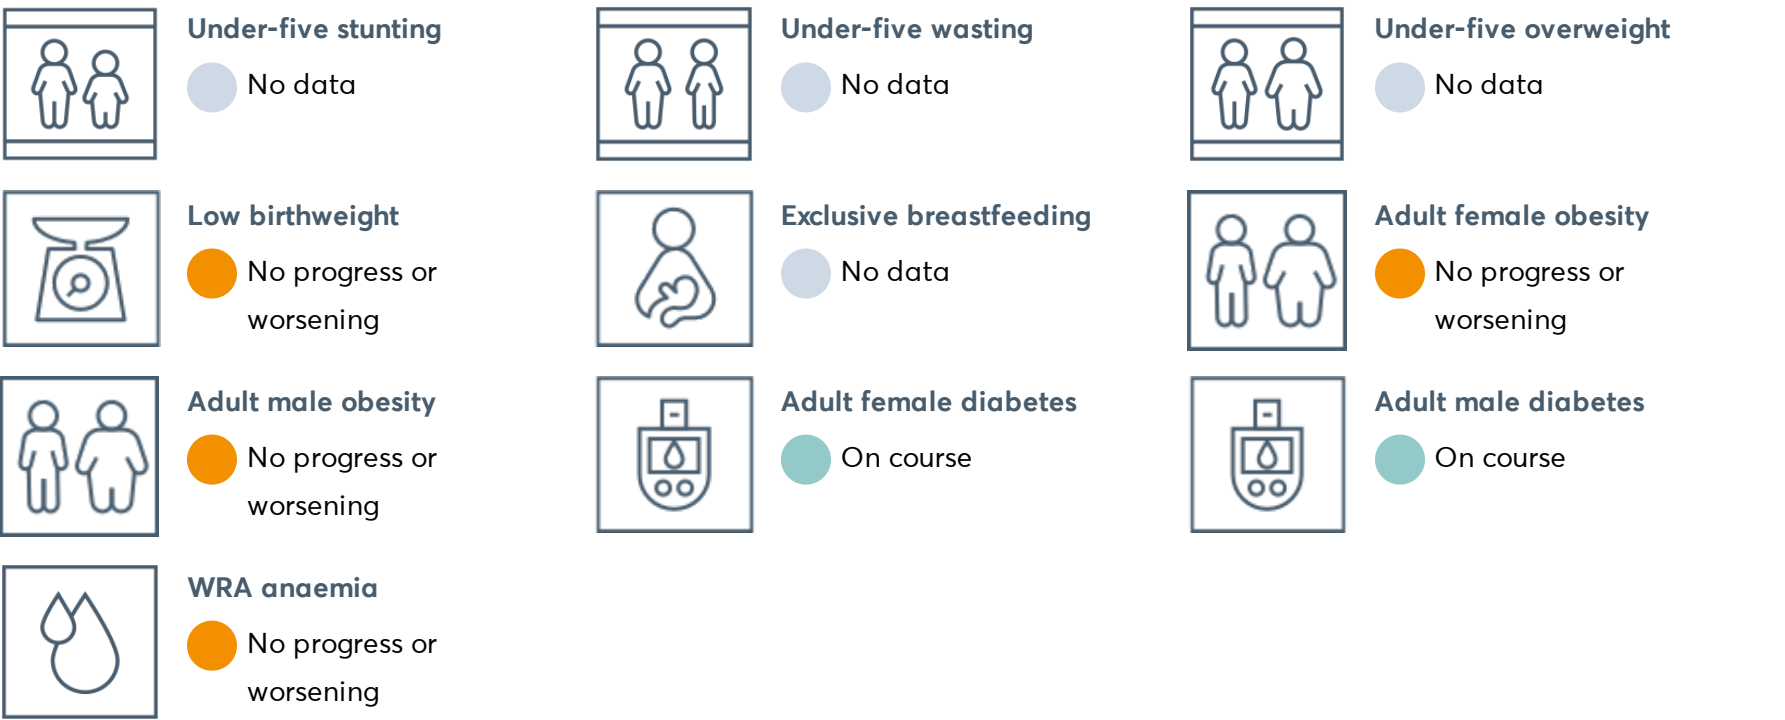 Under-five stunting
No data
Under-five wasting
No data
Under-five overweight
No data
Low birthweight
No progress or
worsening
Exclusive breastfeeding
No data
Adult female obesity
No progress or
worsening
Adult male obesity
No progress or
worsening
Adult female diabetes
On course
Adult male diabetes
On course
WRA anaemia
No progress or
worsening